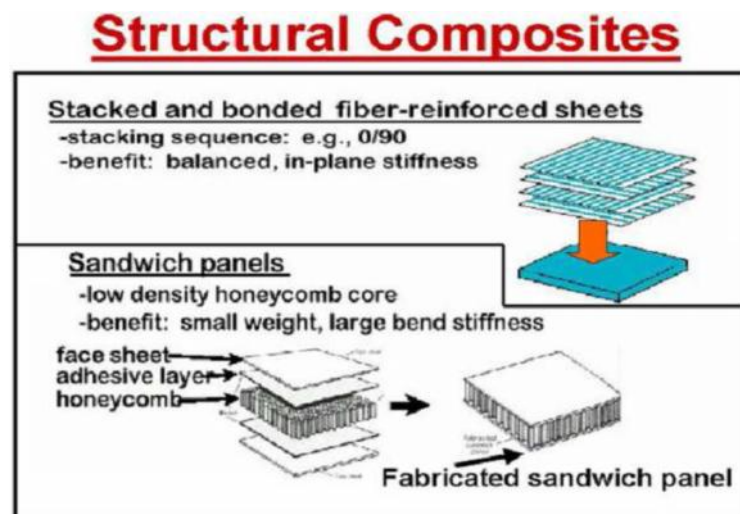 Structural Composites
Stacked and bonded fiber-reinforced sheets
-stacking sequence: e.g., 0/90
-benefit: balanced, in-plane stiffness
Sandwich panels
-low density honeycomb core
-benefit: small weight, large bend stiffness
face sheet
adhesive layer
honeycomb
Fabricated sandwich panel